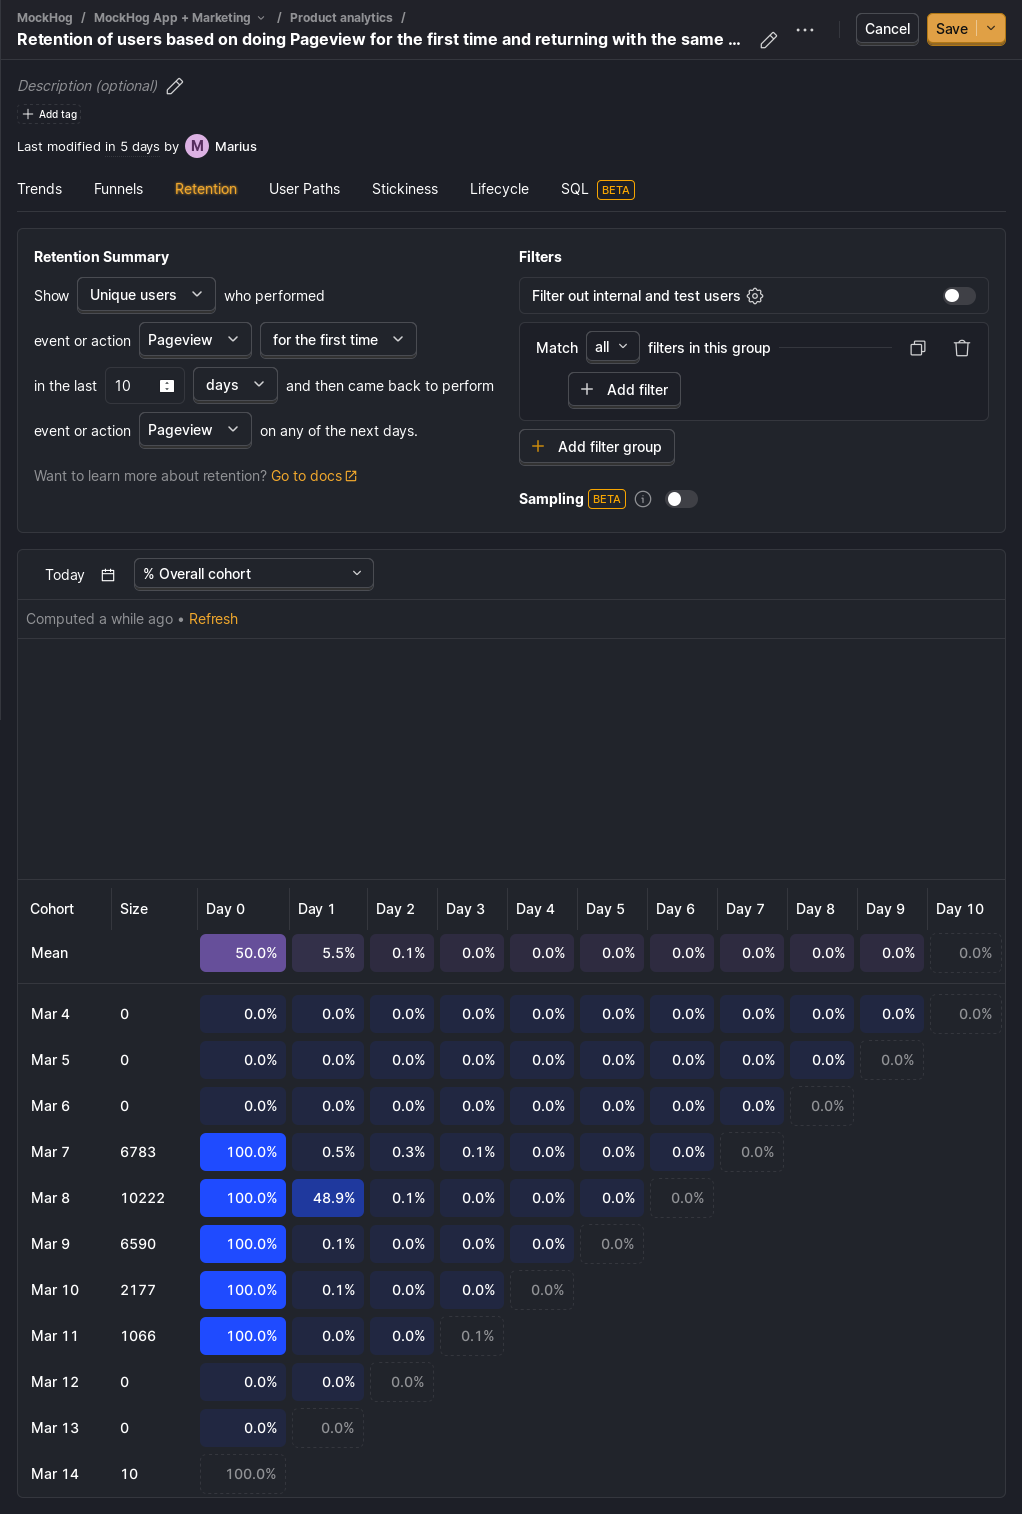 MockHog / MockHog App + Marketing / Product analytics /
Retention of users based on doing Pageview for the first time and returning with the same ...
Cancel
Save
Description (optional)
Add tag
Last modified in 5 days by M Marius
Trends Funnels Retention User Paths Stickiness Lifecycle SQL BETA
Retention Summary
Show Unique users who performed
event or action Pageview for the first time
in the last 10 days and then came back to perform
event or action Pageview on any of the next days.
Want to learn more about retention? Go to docs
Filters
Filter out internal and test users
Match all filters in this group
Add filter
Add filter group
Sampling BETA
Today % Overall cohort
Computed a while ago • Refresh
Cohort Size Day 0 Day 1 Day 2 Day 3 Day 4 Day 5 Day 6 Day 7 Day 8 Day 9 Day 10
Mean 50.0% 5.5% 0.1% 0.0% 0.0% 0.0% 0.0% 0.0% 0.0% 0.0% 0.0%
Mar 4 0 0.0% 0.0% 0.0% 0.0% 0.0% 0.0% 0.0% 0.0% 0.0% 0.0% 0.0%
Mar 5 0 0.0% 0.0% 0.0% 0.0% 0.0% 0.0% 0.0% 0.0% 0.0% 0.0%
Mar 6 0 0.0% 0.0% 0.0% 0.0% 0.0% 0.0% 0.0% 0.0% 0.0%
Mar 7 6783 100.0% 0.5% 0.3% 0.1% 0.0% 0.0% 0.0% 0.0%
Mar 8 10222 100.0% 48.9% 0.1% 0.0% 0.0% 0.0% 0.0%
Mar 9 6590 100.0% 0.1% 0.0% 0.0% 0.0% 0.0%
Mar 10 2177 100.0% 0.1% 0.0% 0.0% 0.0%
Mar 11 1066 100.0% 0.0% 0.0% 0.1%
Mar 12 0 0.0% 0.0% 0.0%
Mar 13 0 0.0% 0.0%
Mar 14 10 100.0%